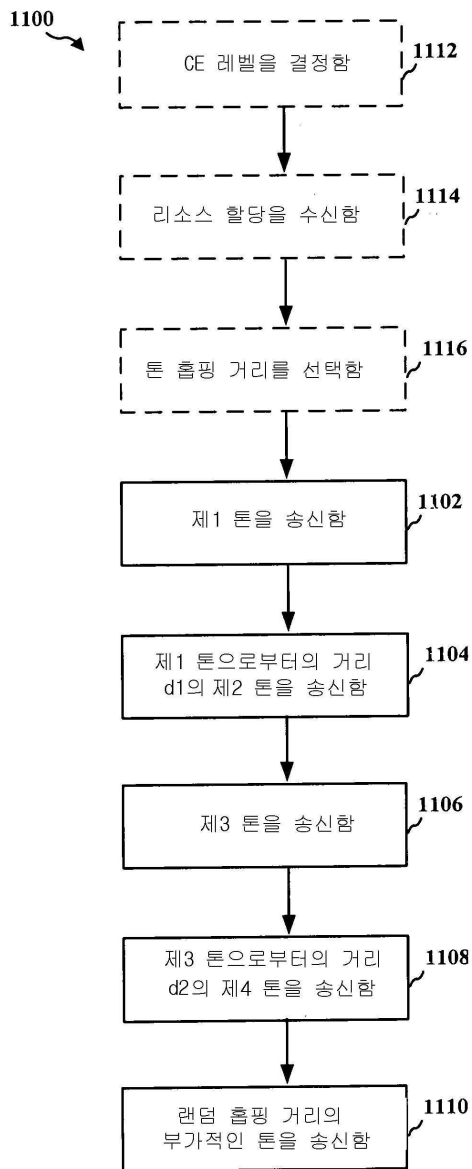 1100
CE 레벨을 결정함
1112
리소스 할당을 수신함
1114
톤 홉핑 거리를 선택함
1116
제1 톤을 송신함
1102
제1 톤으로부터의 거리
d1의 제2 톤을 송신함
1104
제3 톤을 송신함
1106
제3 톤으로부터의 거리
d2의 제4 톤을 송신함
1108
랜덤 홉핑 거리의
부가적인 톤을 송신함
1110